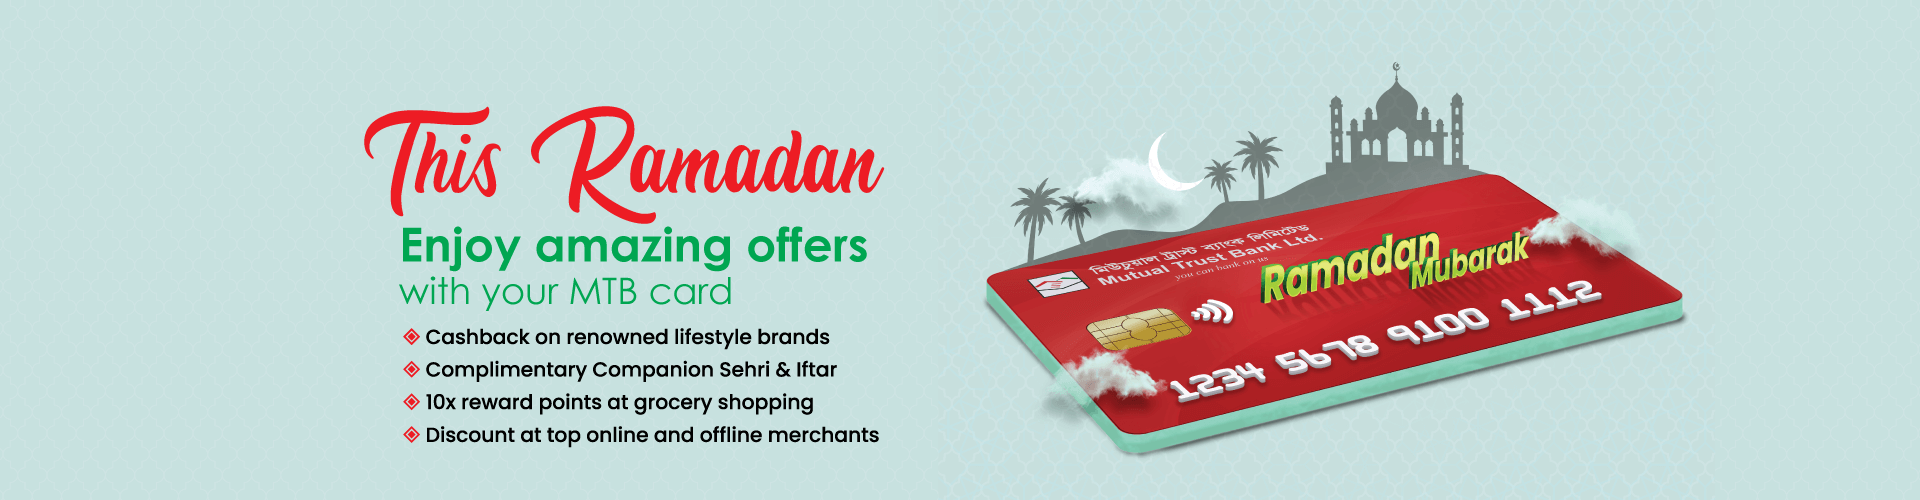 This Ramadan
Enjoy amazing offers
with your MTB card
Cashback on renowned lifestyle brands
Complimentary Companion Sehri & Iftar
10x reward points at grocery shopping
Discount at top online and offline merchants
মিউচুয়াল ট্রাস্ট ব্যাংক লিমিটেড
Mutual Trust Bank Ltd.
you can bank on us
Ramadan
Mubarak
1234 5678 9100 1112